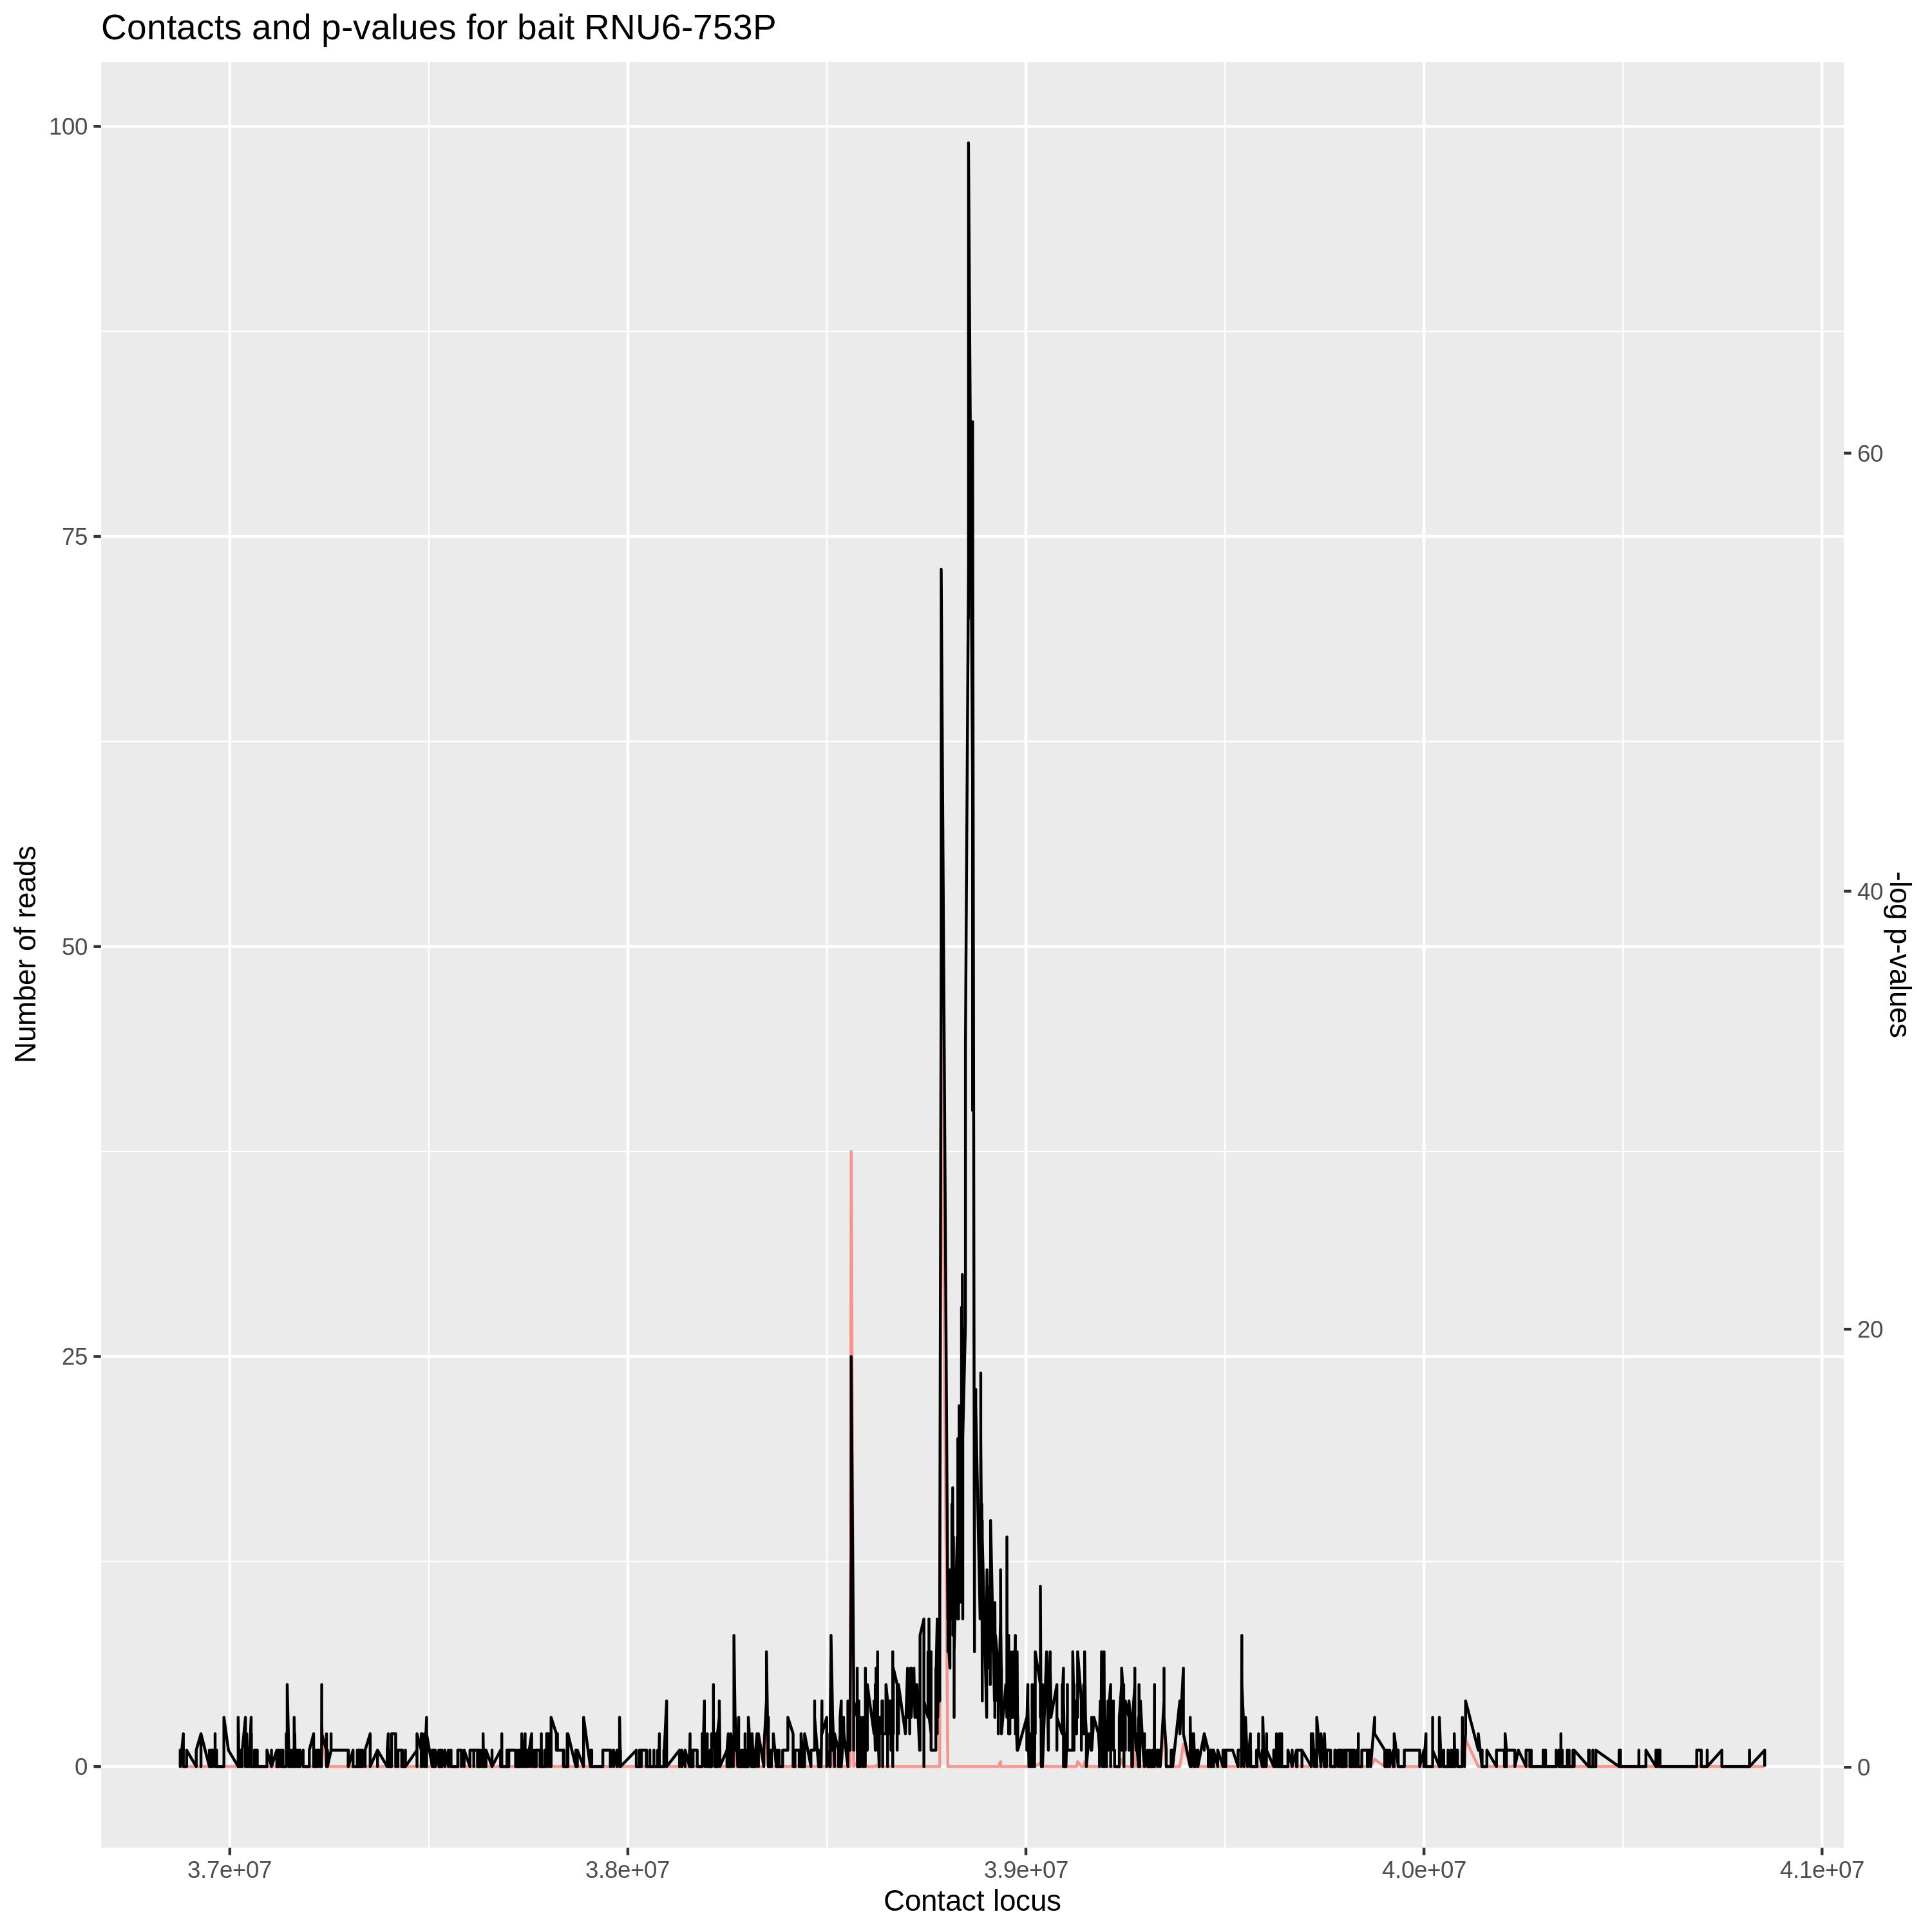 Contacts and p-values for bait RNU6-753P
100
75
50
25
0
Number of reads
60
40
20
0
-log p-values
3.7e+07
3.8e+07
3.9e+07
4.0e+07
4.1e+07
Contact locus